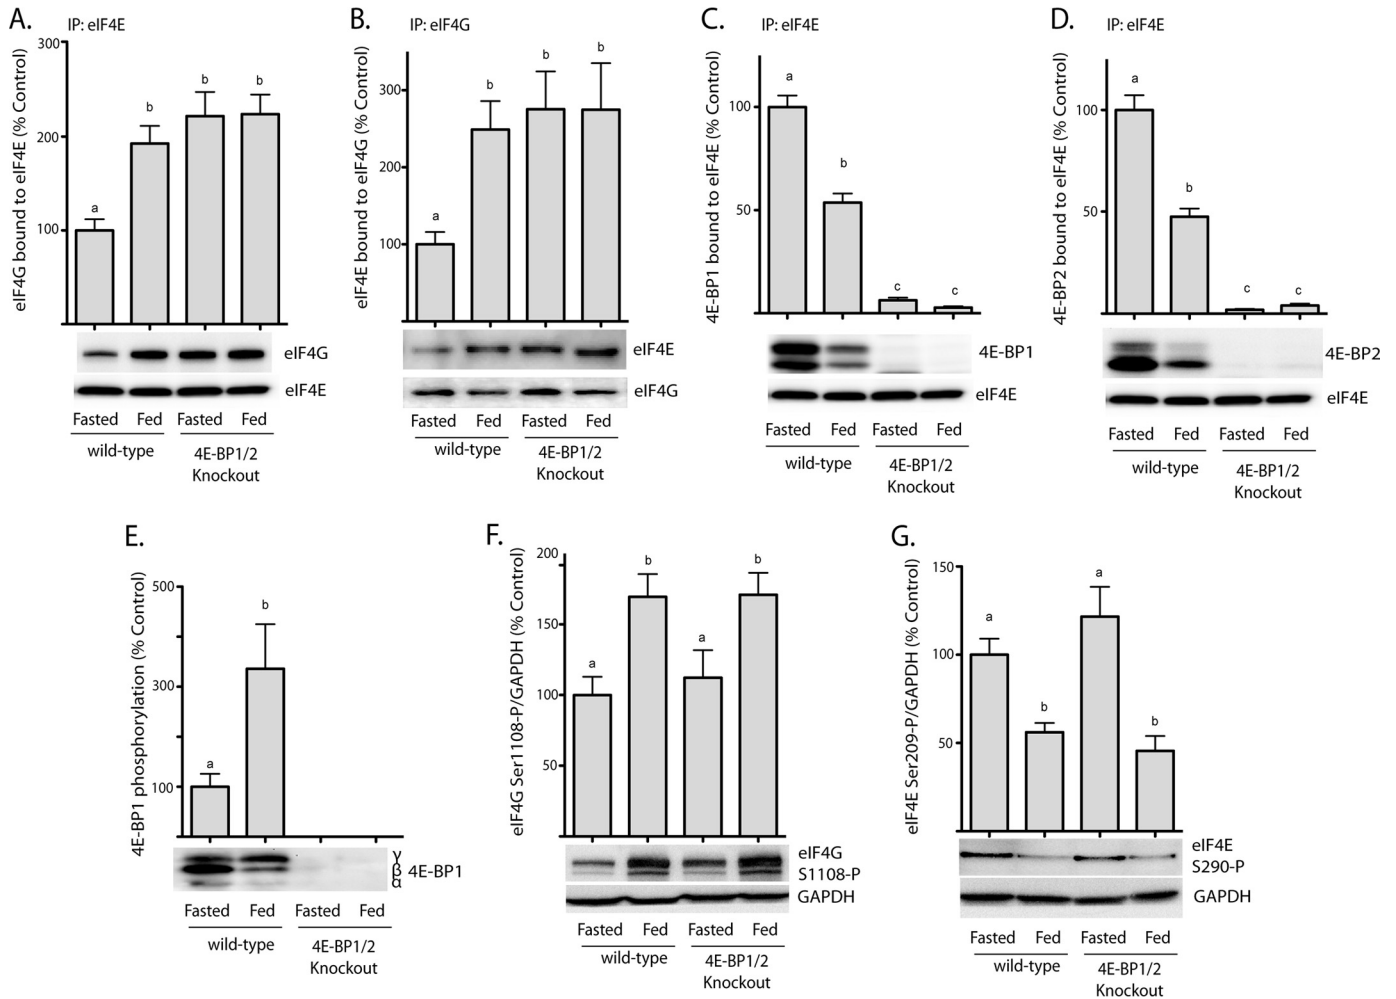 A.
IP: eIF4E
eIF4G bound to eIF4E (% Control)
300
200
100
a
b
b
b
eIF4G
eIF4E
Fasted Fed Fasted Fed
wild-type 4E-BP1/2
Knockout
B.
IP: eIF4G
eIF4E bound to eIF4G (% Control)
300
200
100
a
b
b
b
eIF4E
eIF4G
Fasted Fed Fasted Fed
wild-type 4E-BP1/2
Knockout
C.
IP: eIF4E
4E-BP1 bound to eIF4E (% Control)
100
50
a
b
c
c
4E-BP1
eIF4E
Fasted Fed Fasted Fed
wild-type 4E-BP1/2
Knockout
D.
IP: eIF4E
4E-BP2 bound to eIF4E (% Control)
100
50
a
b
c
c
4E-BP2
eIF4E
Fasted Fed Fasted Fed
wild-type 4E-BP1/2
Knockout
E.
4E-BP1 phosphorylation (% Control)
500
300
100
a
b
γ
β 4E-BP1
α
Fasted Fed Fasted Fed
wild-type 4E-BP1/2
Knockout
F.
eIF4G Ser1108-P/GAPDH (% Control)
200
150
100
50
a
b
a
b
eIF4G
S1108-P
GAPDH
Fasted Fed Fasted Fed
wild-type 4E-BP1/2
Knockout
G.
eIF4E Ser209-P/GAPDH (% Control)
150
100
50
a
b
a
b
eIF4E
S290-P
GAPDH
Fasted Fed Fasted Fed
wild-type 4E-BP1/2
Knockout